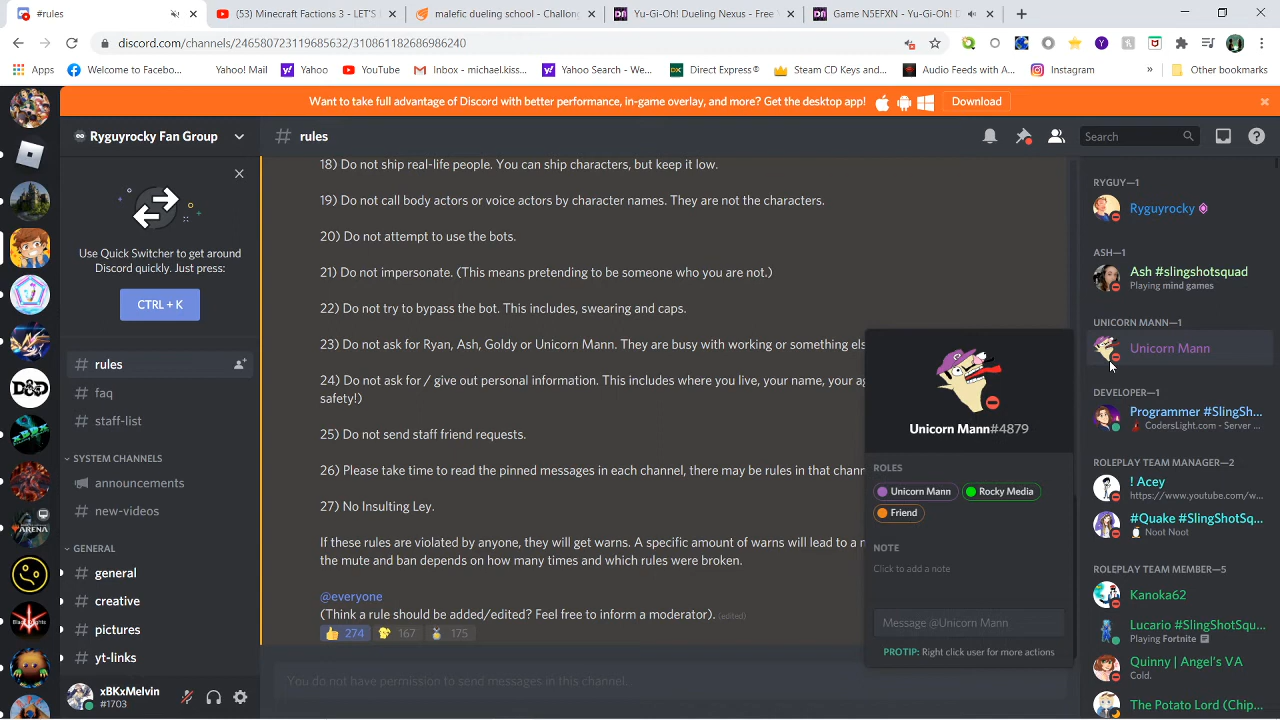 #rules
(53) Minecraft Factions 3 - LET'S
malefic dueling school - Challong
Yu-Gi-Oh! Dueling Ness - Free
Game N5EFXN - Yu-Gi-Oh! D
discord.com/channels/246580723119685632/310861182686986240
Apps
Welcome to Facebo...
Yahoo! Mail
Yahoo
YouTube
Inbox - michael.kss...
Yahoo Search - We...
Direct Express®
Steam CD Keys and...
Audio Feeds with A...
Instagram
»
Other bookmarks
Want to take full advantage of Discord with better performance, in-game overlay, and more? Get the desktop app!
Download
Ryguyrocky Fan Group
# rules
Search
Use Quick Switcher to get around
Discord quickly. Just press:
CTRL + K
# rules
# faq
# staff-list
SYSTEM CHANNELS
announcements
# new-videos
GENERAL
# general
# creative
# pictures
# yt-links
xBKxMelvin
#1703
D&D
ARENA
18) Do not ship real-life people. You can ship characters, but keep it low.
19) Do not call body actors or voice actors by character names. They are not the characters.
20) Do not attempt to use the bots.
21) Do not impersonate. (This means pretending to be someone who you are not.)
22) Do not try to bypass the bot. This includes, swearing and caps.
23) Do not ask for Ryan, Ash, Goldy or Unicorn Mann. They are busy with working or something els
24) Do not ask for / give out personal information. This includes where you live, your name, your ag
safety!)
25) Do not send staff friend requests.
26) Please take time to read the pinned messages in each channel, there may be rules in that chan
27) No Insulting Ley.
If these rules are violated by anyone, they will get warns. A specific amount of warns will lead to a m
the mute and ban depends on how many times and which rules were broken.
@everyone
(Think a rule should be added/edited? Feel free to inform a moderator). (edited)
274
167
175
You do not have permission to send messages in this channel.
Unicorn Mann#4879
ROLES
Unicorn Mann
Rocky Media
Friend
NOTE
Click to add a note
Message @Unicorn Mann
PROTIP: Right click user for more actions
RYGUY—1
Ryguyrocky
ASH—1
Ash #slingshotsquad
Playing mind games
UNICORN MANN—1
Unicorn Mann
DEVELOPER—1
Programmer #SlingSh...
CodersLight.com - Server ...
ROLEPLAY TEAM MANAGER—2
! Acey
https://www.youtube.com/w...
#Quake #SlingShotSq...
Noot Noot
ROLEPLAY TEAM MEMBER—5
Kanoka62
Lucario #SlingShotSqu...
Playing Fortnite
Quinny | Angel's VA
Cold.
The Potato Lord (Chip...